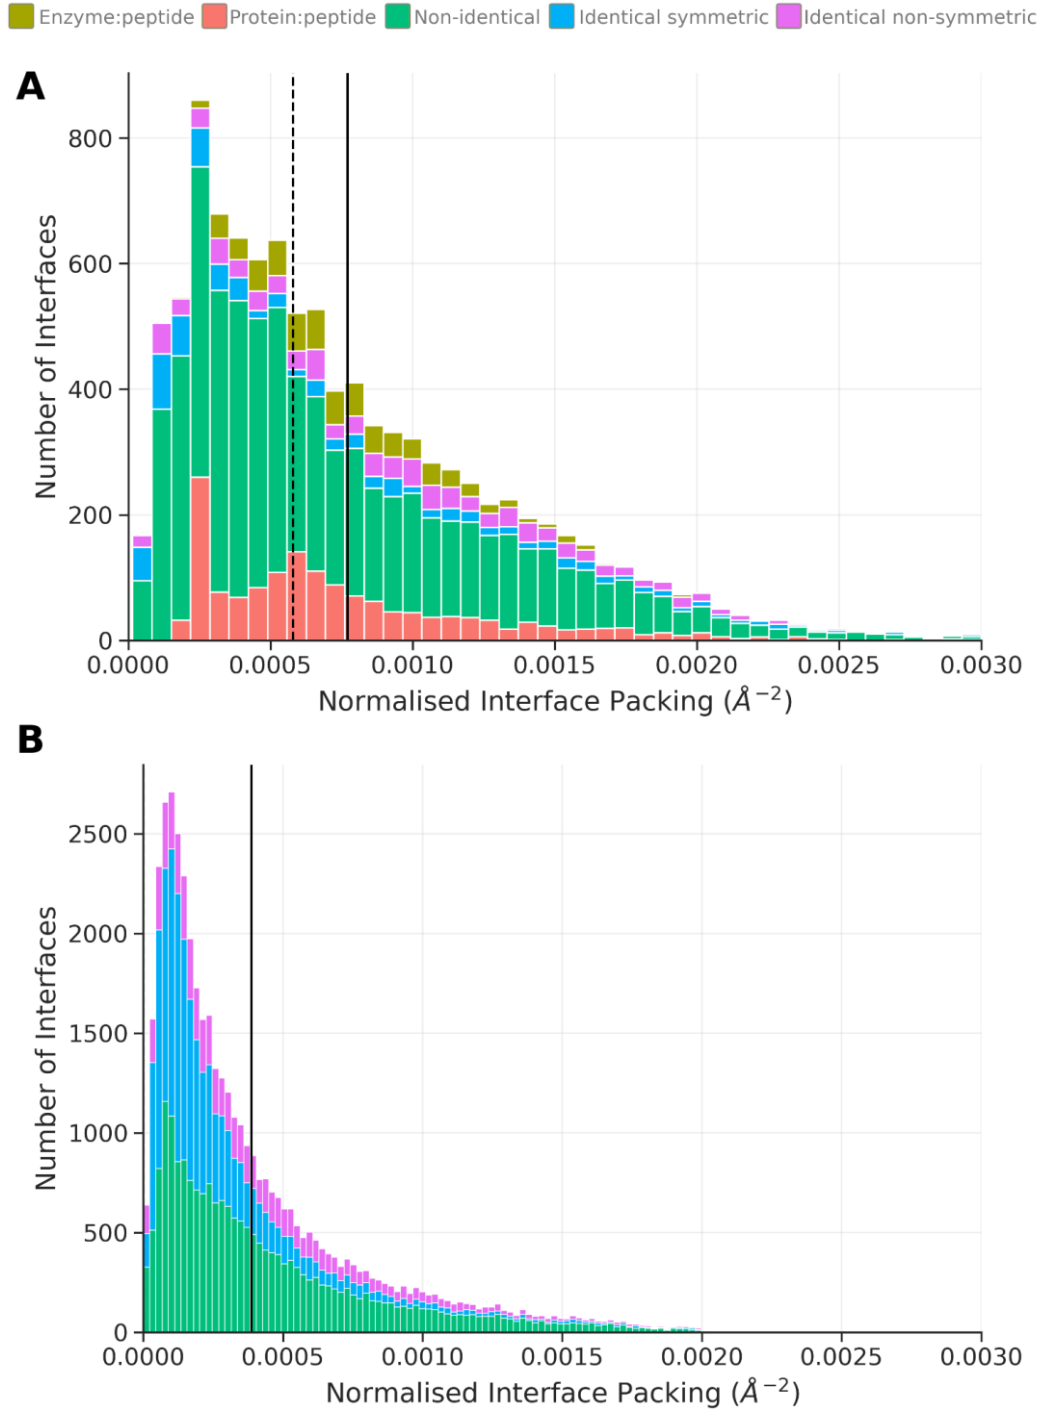 Enzyme:peptide Protein:peptide Non-identical Identical symmetric Identical non-symmetric
A
800
600
400
200
0
Number of Interfaces
0.0000 0.0005 0.0010 0.0015 0.0020 0.0025 0.0030
Normalised Interface Packing (Å⁻²)
B
2500
2000
1500
1000
500
0
Number of Interfaces
0.0000 0.0005 0.0010 0.0015 0.0020 0.0025 0.0030
Normalised Interface Packing (Å⁻²)